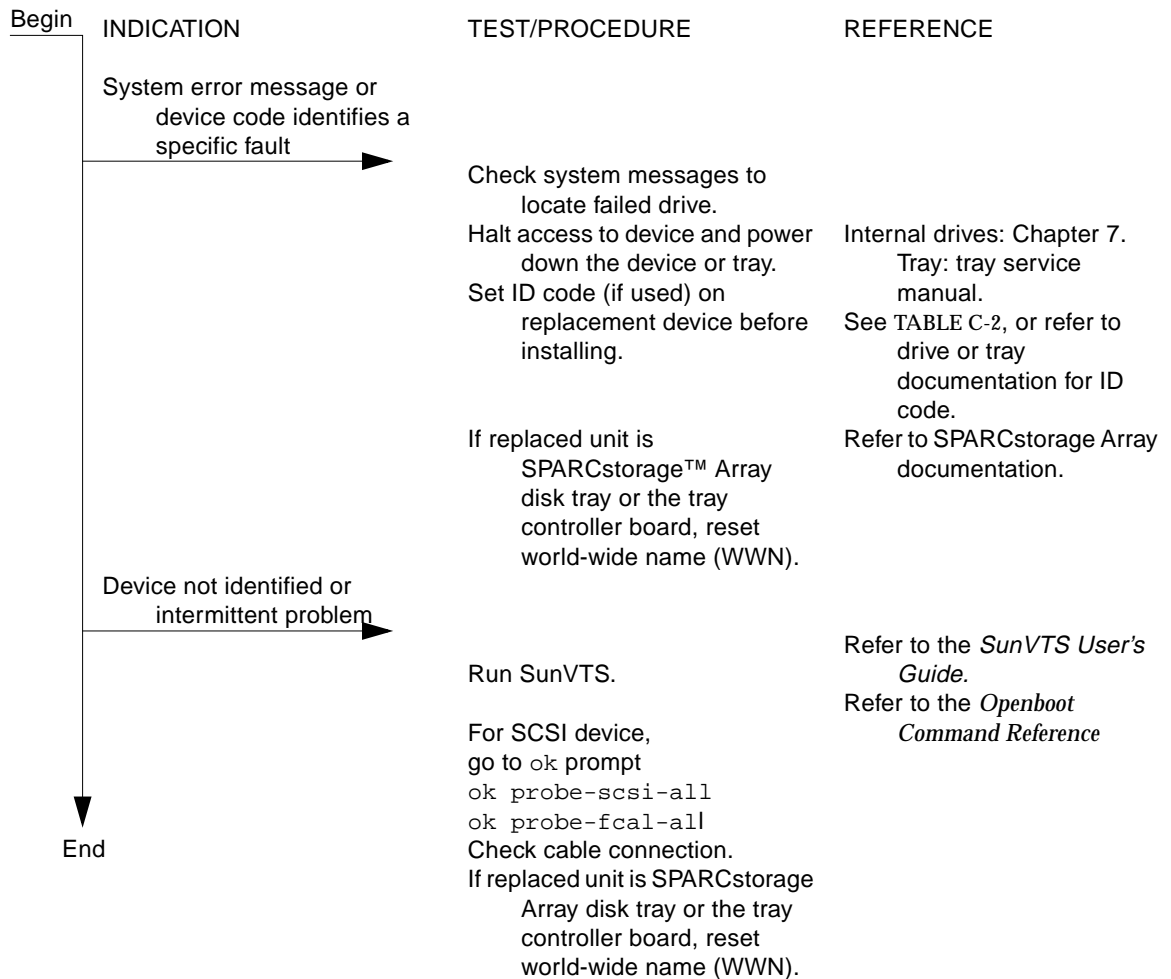 Begin
INDICATION
TEST/PROCEDURE
REFERENCE
System error message or
device code identifies a
specific fault
Check system messages to
locate failed drive.
Halt access to device and power
down the device or tray.
Internal drives: Chapter 7.
Tray: tray service
manual.
Set ID code (if used) on
replacement device before
installing.
See TABLE C-2, or refer to
drive or tray
documentation for ID
code.
If replaced unit is
SPARCstorage™ Array
disk tray or the tray
controller board, reset
world-wide name (WWN).
Refer to SPARCstorage Array
documentation.
Device not identified or
intermittent problem
Run SunVTS.
Refer to the SunVTS User's
Guide.
For SCSI device,
go to ok prompt
ok probe-scsi-all
ok probe-fcal-all
Refer to the Openboot
Command Reference
Check cable connection.
If replaced unit is SPARCstorage
Array disk tray or the tray
controller board, reset
world-wide name (WWN).
End